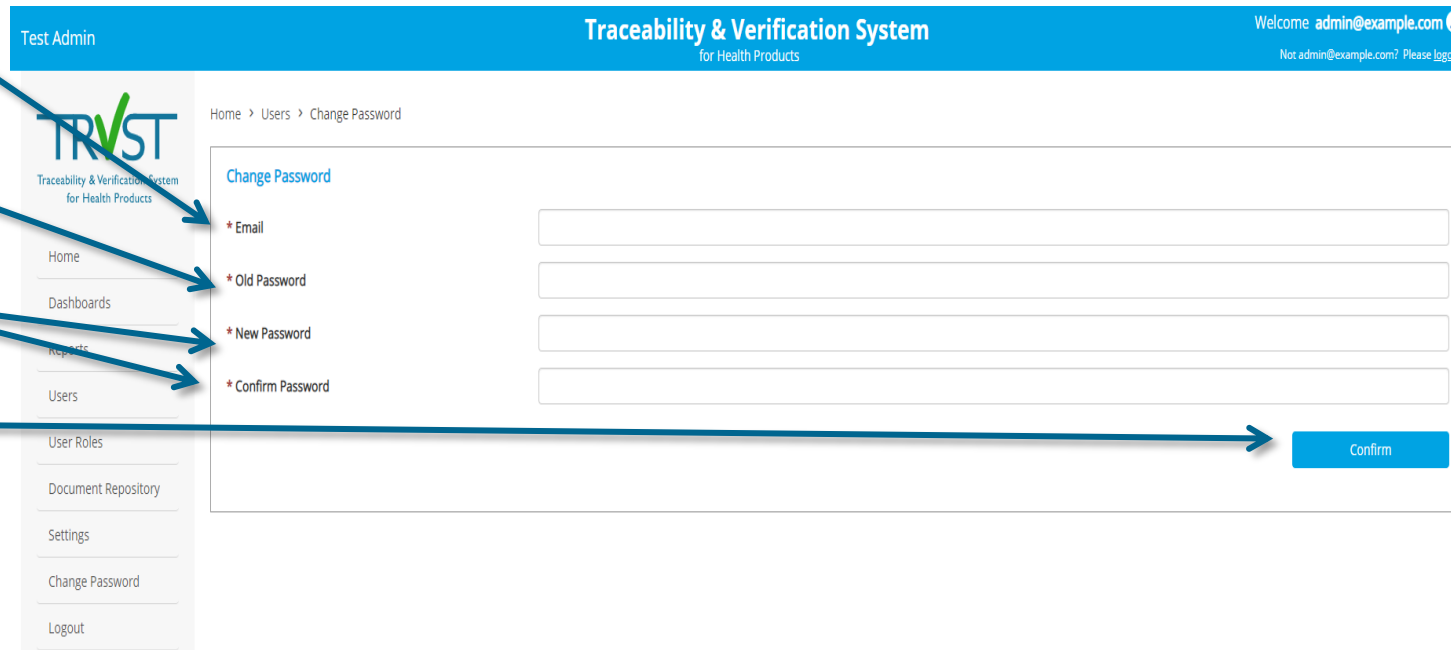 Test Admin
Traceability & Verification System
for Health Products
Welcome admin@example.com
Not admin@example.com? Please logo
TRVST
Traceability & Verification System
for Health Products
Home
Dashboards
Reports
Users
User Roles
Document Repository
Settings
Change Password
Logout
Home > Users > Change Password
Change Password
* Email
* Old Password
* New Password
* Confirm Password
Confirm